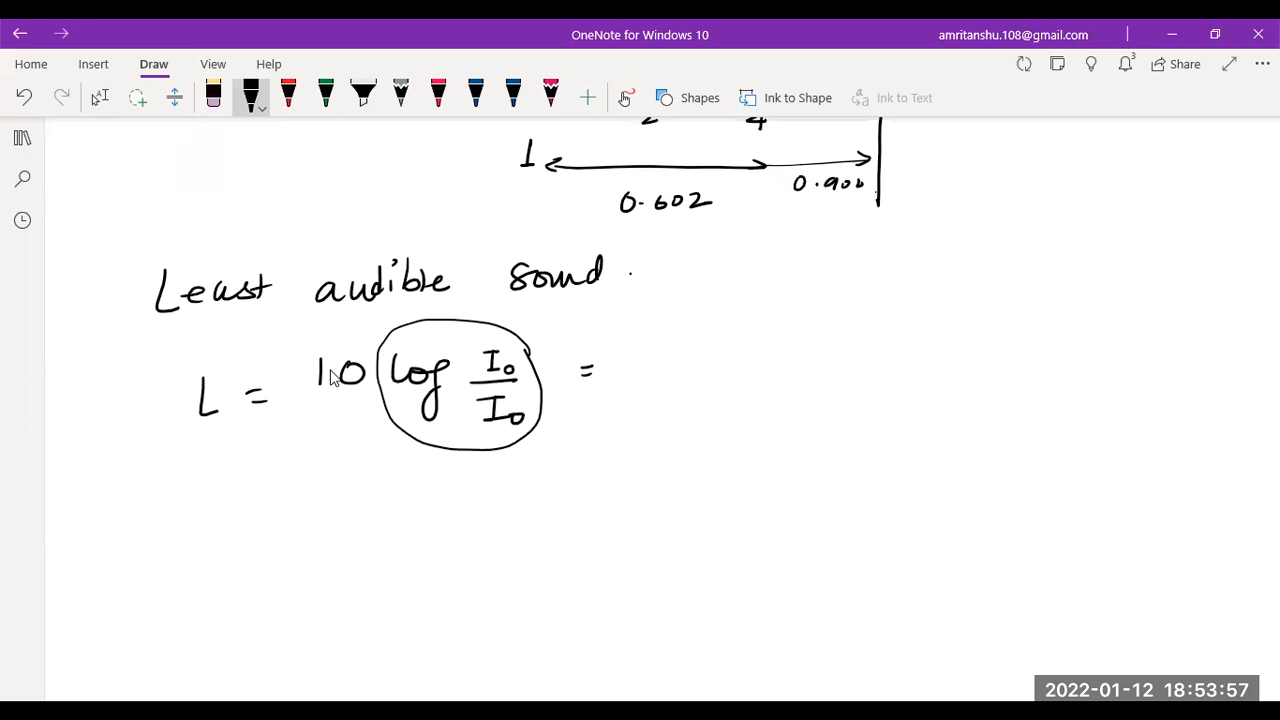 OneNote for Windows 10
amritanshu.108@gmail.com
Home Insert Draw View Help
3
Share
Shapes
Ink to Shape
Ink to Text
2 4
1
0.602
Least audible sound.
L = 10 log I₀/I₀ =
2022-01-12 18:53:57